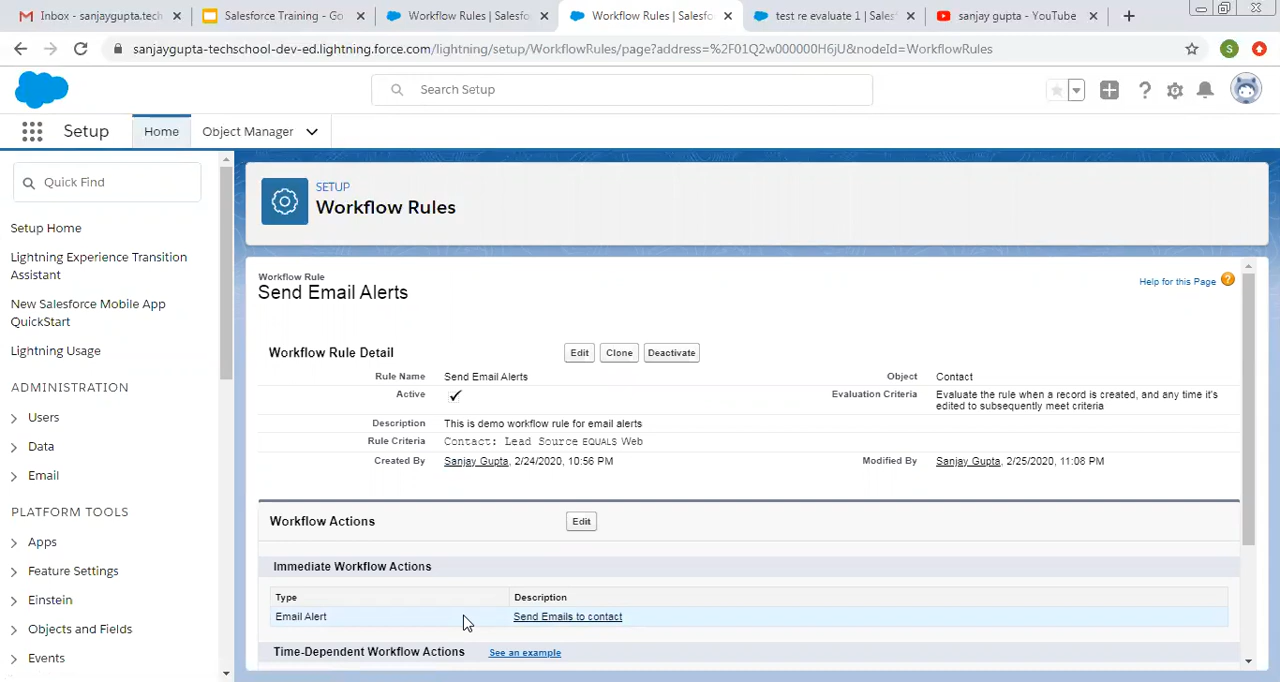 Inbox - sanjaygupta.tech
Salesforce Training - Go
Workflow Rules | Salesfo
Workflow Rules | Salesfo
test re evaluate 1 | Sales
sanjay gupta - YouTube
sanjaygupta-techschool-dev-ed.lightning.force.com/lightning/setup/WorkflowRules/page?address=%2F01Q2w000000H6jU&nodeId=WorkflowRules
S
Search Setup
Setup
Home
Object Manager
Quick Find
Setup Home
Lightning Experience Transition
Assistant
New Salesforce Mobile App
QuickStart
Lightning Usage
ADMINISTRATION
Users
Data
Email
PLATFORM TOOLS
Apps
Feature Settings
Einstein
Objects and Fields
Events
SETUP
Workflow Rules
Workflow Rule
Send Email Alerts
Help for this Page
Workflow Rule Detail
Edit
Clone
Deactivate
Rule Name
Send Email Alerts
Object
Contact
Active
Evaluation Criteria
Evaluate the rule when a record is created, and any time it's
edited to subsequently meet criteria
Description
This is demo workflow rule for email alerts
Rule Criteria
Contact: Lead Source EQUALS Web
Created By
Sanjay Gupta, 2/24/2020, 10:56 PM
Modified By
Sanjay Gupta, 2/25/2020, 11:08 PM
Workflow Actions
Edit
Immediate Workflow Actions
Type
Description
Email Alert
Send Emails to contact
Time-Dependent Workflow Actions
See an example